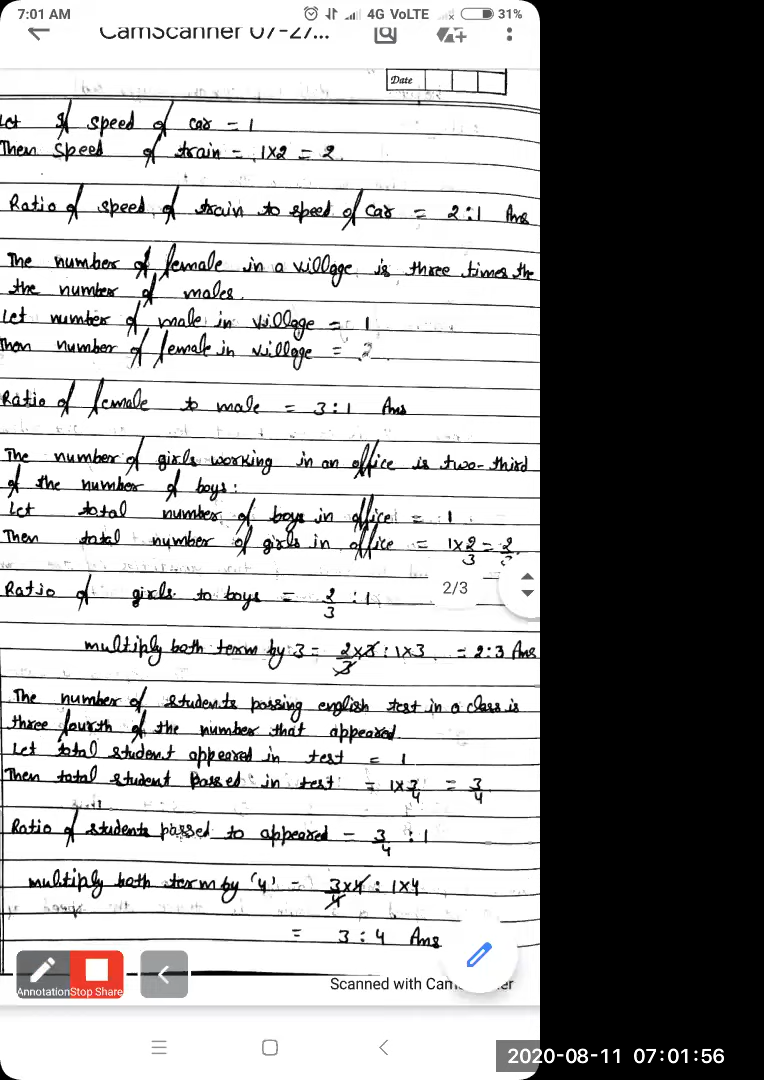 7:01 AM 4G VoLTE 31%
CamScanner 07-27...
Date
Let If speed of car = 1
Then Speed of train = 1x2 = 2
Ratio of speed of train to speed of car = 2:1 Ans
The number of female in a village is three times the
the number of males.
Let number of male in village = 1
Then number of female in village =
Ratio of female to male = 3:1 Ans
The number of girls working in an office is two-third
of the number of boys:
Let total number of boys in office = 1
Then total number of girls in office = 1x2/3 = 2/3
Ratio of girls to boys = 2/3 : 1
2/3
multiply both term by 3 = 2x3/3 : 1x3 = 2:3 Ans
The number of students passing english test in a class is
three fourth of the number that appeared.
Let total student appeared in test = 1
Then total student passed in test = 1x3/4 = 3/4
Ratio of students passed to appeared = 3/4 : 1
multiply both term by '4' = 3x4/4 : 1x4
= 3 : 4 Ans
Annotation Stop Share
Scanned with Cam er
2020-08-11 07:01:56